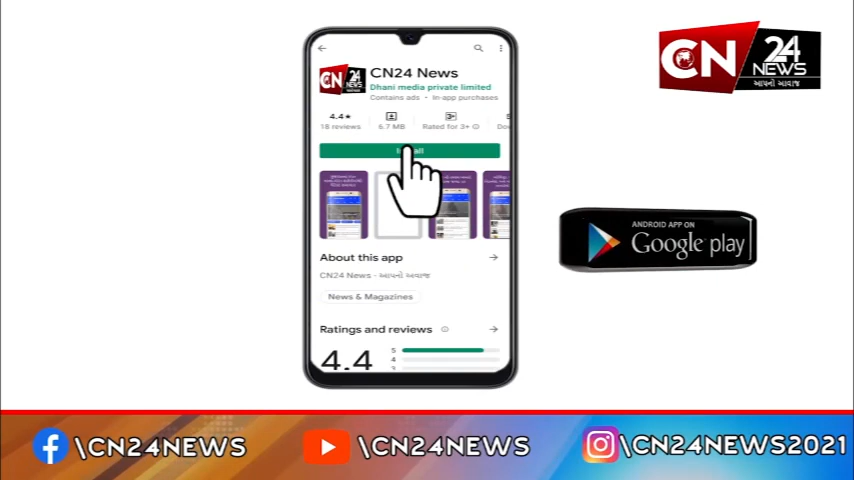 CN24 News
Dhani media private limited
Contains ads • In-app purchases
4.4★
18 reviews
6.7 MB
3+
Rated for 3+
About this app
CN24 News - આપનો અવાજ
News & Magazines
Ratings and reviews
4.4
5
4
3
CN 24
NEWS
આપનો અવાજ
ANDROID APP ON
Google play
\CN24NEWS
\CN24NEWS
\CN24NEWS2021